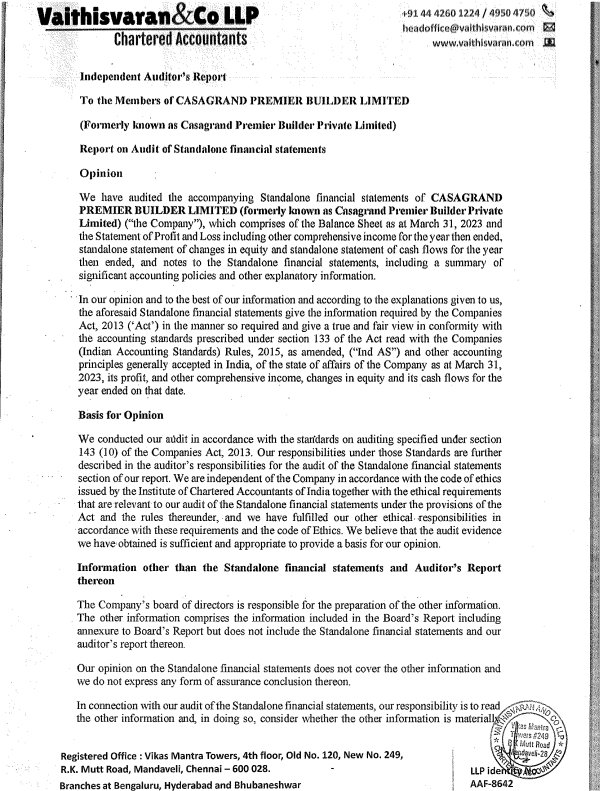 Vaithisvaran&Co LLP
Chartered Accountants
+91 44 4260 1224 / 4950 4750
headoffice@vaithisvaran.com
www.vaithisvaran.com
Independent Auditor's Report
To the Members of CASAGRAND PREMIER BUILDER LIMITED
(Formerly known as Casagrand Premier Builder Private Limited)
Report on Audit of Standalone financial statements
Opinion
We have audited the accompanying Standalone financial statements of CASAGRAND
PREMIER BUILDER LIMITED (formerly known as Casagrand Premier Builder Private
Limited) ("the Company"), which comprises of the Balance Sheet as at March 31, 2023 and
the Statement of Profit and Loss including other comprehensive income for the year then ended,
standalone statement of changes in equity and standalone statement of cash flows for the year
then ended, and notes to the Standalone financial statements, including a summary of
significant accounting policies and other explanatory information.
In our opinion and to the best of our information and according to the explanations given to us,
the aforesaid Standalone financial statements give the information required by the Companies
Act, 2013 ('Act') in the manner so required and give a true and fair view in conformity with
the accounting standards prescribed under section 133 of the Act read with the Companies
(Indian Accounting Standards) Rules, 2015, as amended, ("Ind AS") and other accounting
principles generally accepted in India, of the state of affairs of the Company as at March 31,
2023, its profit, and other comprehensive income, changes in equity and its cash flows for the
year ended on that date.
Basis for Opinion
We conducted our audit in accordance with the standards on auditing specified under section
143 (10) of the Companies Act, 2013. Our responsibilities under those Standards are further
described in the auditor's responsibilities for the audit of the Standalone financial statements
section of our report. We are independent of the Company in accordance with the code of ethics
issued by the Institute of Chartered Accountants of India together with the ethical requirements
that are relevant to our audit of the Standalone financial statements under the provisions of the
Act and the rules thereunder, and we have fulfilled our other ethical responsibilities in
accordance with these requirements and the code of Ethics. We believe that the audit evidence
we have obtained is sufficient and appropriate to provide a basis for our opinion.
Information other than the Standalone financial statements and Auditor's Report
thereon
The Company's board of directors is responsible for the preparation of the other information.
The other information comprises the information included in the Board's Report including
annexure to Board's Report but does not include the Standalone financial statements and our
auditor's report thereon.
Our opinion on the Standalone financial statements does not cover the other information and
we do not express any form of assurance conclusion thereon.
In connection with our audit of the Standalone financial statements, our responsibility is to read
the other information and, in doing so, consider whether the other information is materially
VAITHISVARAN AND CO LLP
Vikas Mantra
Towers #249
R.K Mutt Road
Mandaveli-28
CHARTERED ACCOUNTANTS
Registered Office : Vikas Mantra Towers, 4th floor, Old No. 120, New No. 249,
R.K. Mutt Road, Mandaveli, Chennai – 600 028.
Branches at Bengaluru, Hyderabad and Bhubaneshwar
LLP identity No
AAF-8642